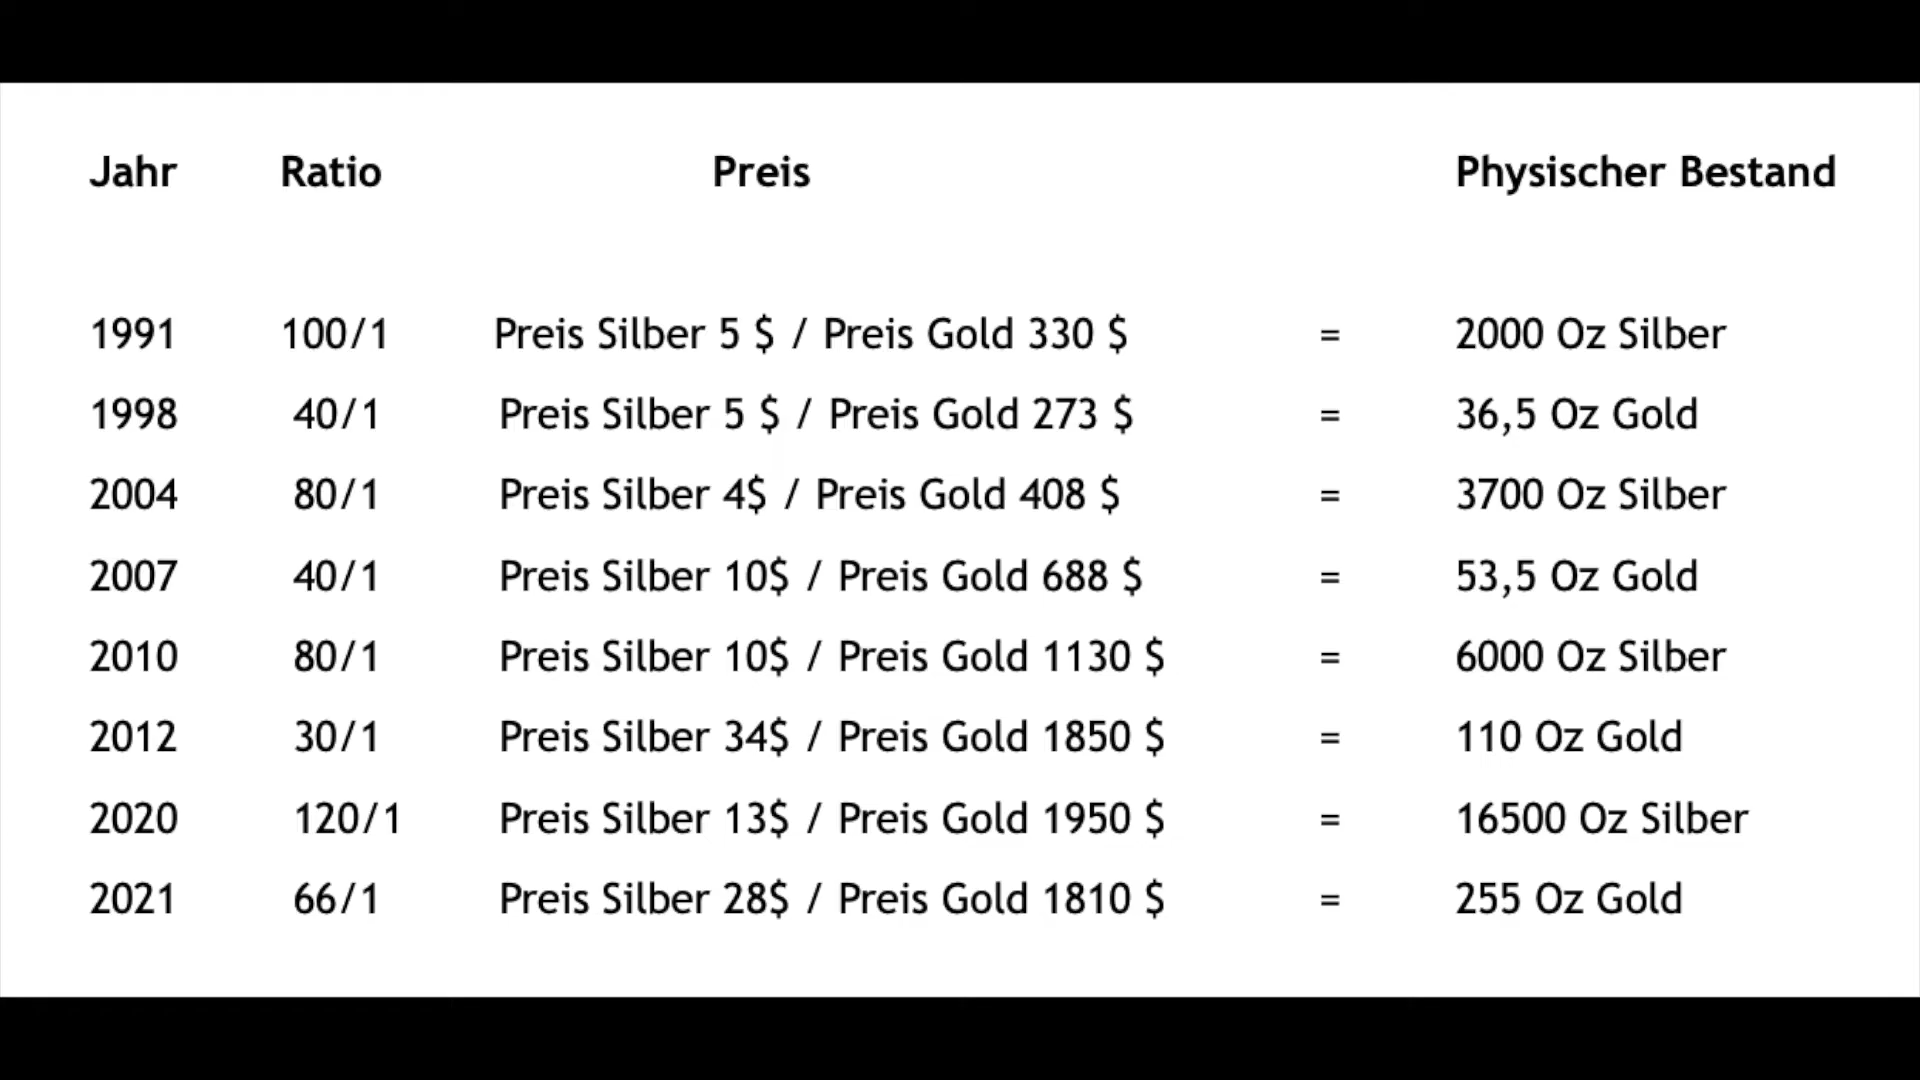 Jahr Ratio Preis Physischer Bestand
1991 100/1 Preis Silber 5 $ / Preis Gold 330 $ = 2000 Oz Silber
1998 40/1 Preis Silber 5 $ / Preis Gold 273 $ = 36,5 Oz Gold
2004 80/1 Preis Silber 4$ / Preis Gold 408 $ = 3700 Oz Silber
2007 40/1 Preis Silber 10$ / Preis Gold 688 $ = 53,5 Oz Gold
2010 80/1 Preis Silber 10$ / Preis Gold 1130 $ = 6000 Oz Silber
2012 30/1 Preis Silber 34$ / Preis Gold 1850 $ = 110 Oz Gold
2020 120/1 Preis Silber 13$ / Preis Gold 1950 $ = 16500 Oz Silber
2021 66/1 Preis Silber 28$ / Preis Gold 1810 $ = 255 Oz Gold